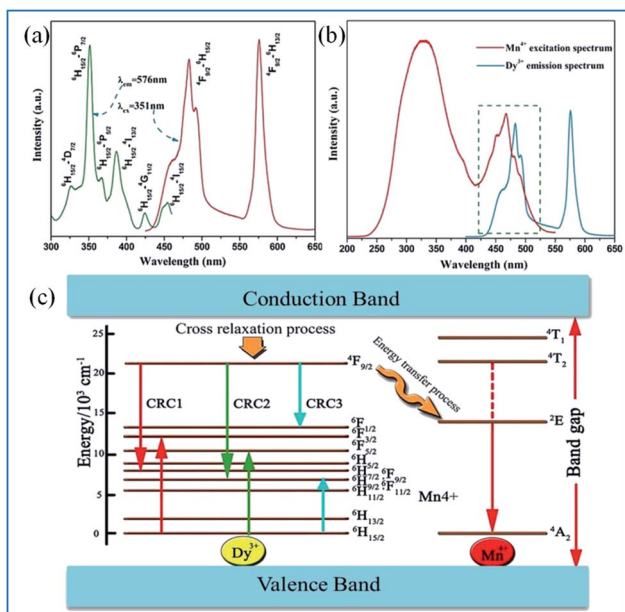 (a)
⁶H₁₅/₂-⁴D₇/₂
⁶H₁₅/₂-⁶P₇/₂
⁶H₁₅/₂-⁶P₅/₂
⁶H₁₅/₂-⁴I₁₃/₂
⁶H₁₅/₂-⁴G₁₁/₂
⁶H₁₅/₂-⁴I₁₅/₂
⁴F₉/₂-⁶H₁₅/₂
⁴F₉/₂-⁶H₁₃/₂
λem=576nm
λex=351nm
Intensity (a.u.)
300 350 400 450 500 550 600 650
Wavelength (nm)
(b)
Mn⁴⁺ excitation spectrum
Dy³⁺ emission spectrum
Intensity (a.u.)
200 250 300 350 400 450 500 550 600 650
Wavelength (nm)
(c)
Conduction Band
Energy/10³ cm⁻¹
25
20
15
10
5
0
Cross relaxation process
⁴F₉/₂
CRC1
CRC2
CRC3
⁶F₁/₂
⁶F₃/₂
⁶F₅/₂
⁶H₅/₂
⁶H₇/₂,⁶F₉/₂
⁶H₉/₂,⁶F₁₁/₂
⁶H₁₁/₂
⁶H₁₃/₂
⁶H₁₅/₂
Dy³⁺
Energy transfer process
⁴T₁
⁴T₂
²E
Mn4+
⁴A₂
Mn⁴⁺
Band gap
Valence Band